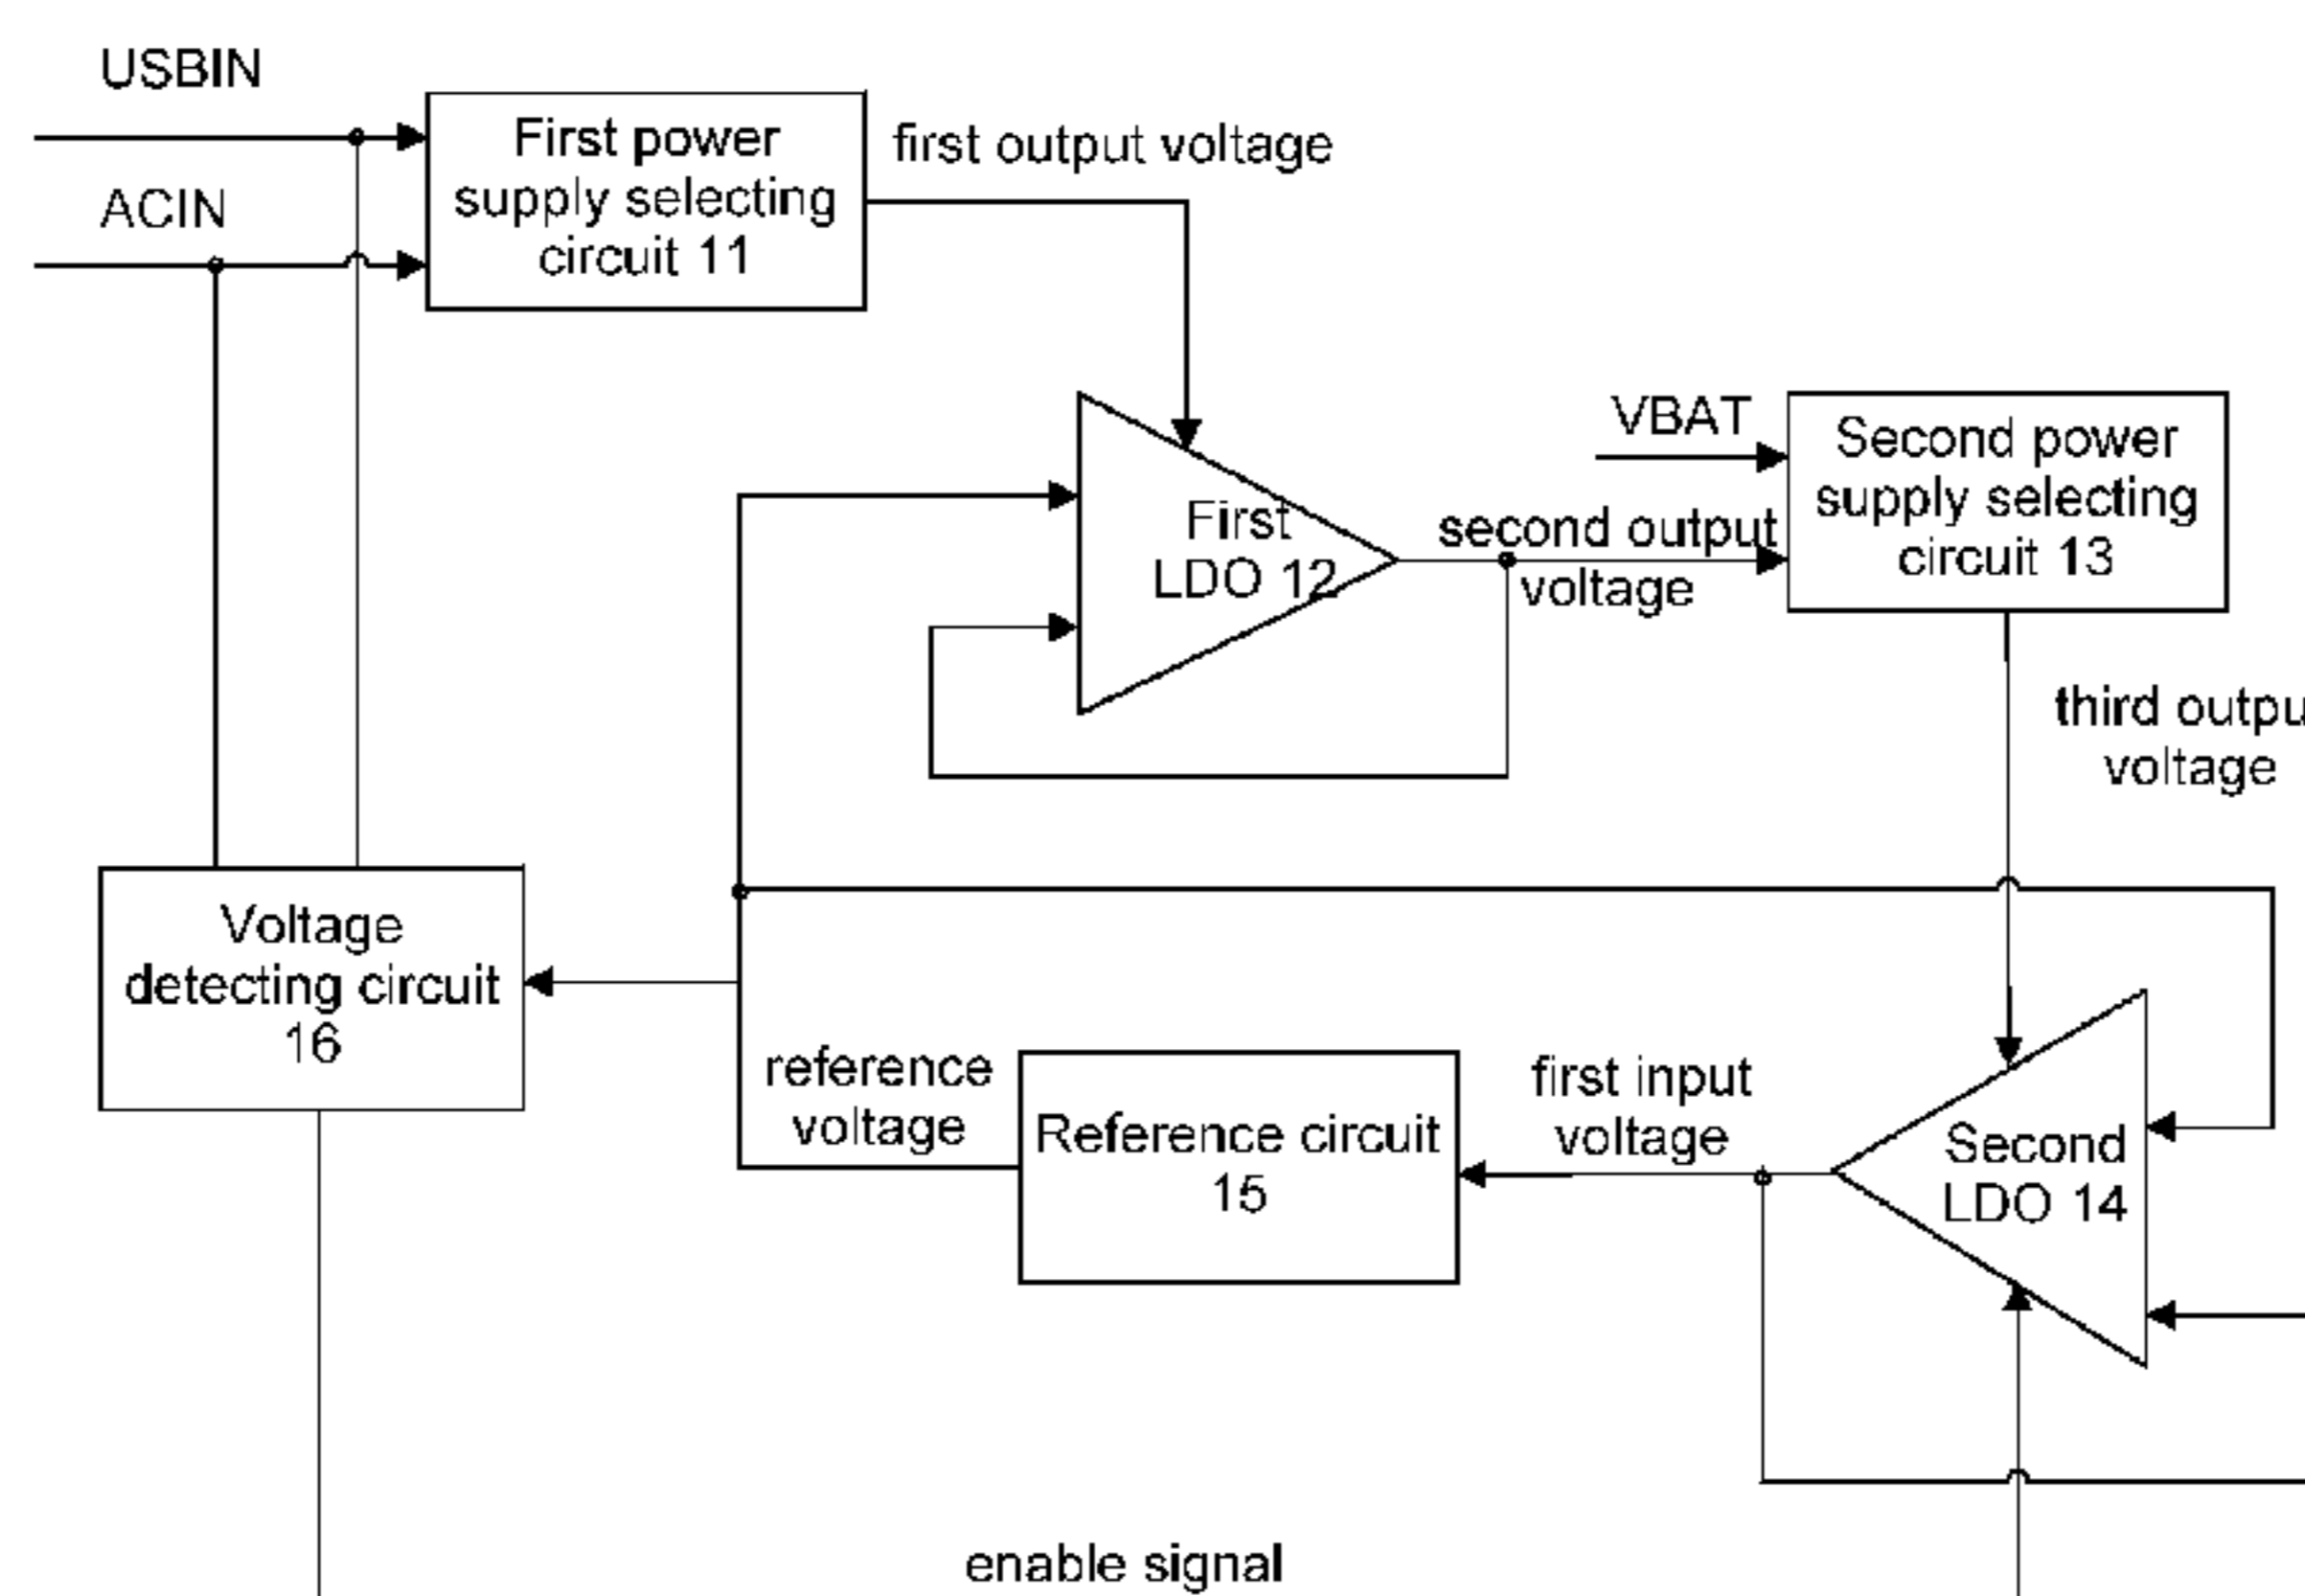 USBIN
First power
supply selecting
circuit 11
first output voltage
ACIN
VBAT
Second power
supply selecting
circuit 13
First
LDO 12
second output
voltage
third outpu
voltage
Voltage
detecting circuit
16
reference
voltage
Reference circuit
15
first input
voltage
Second
LDO 14
enable signal